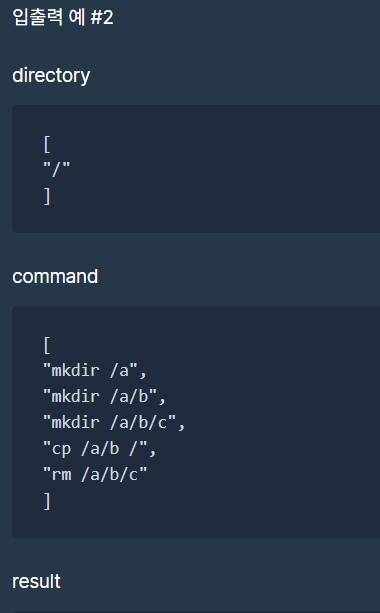 입출력 예 #2
directory
[
"/"
]
command
[
"mkdir /a",
"mkdir /a/b",
"mkdir /a/b/c",
"cp /a/b /",
"rm /a/b/c"
]
result